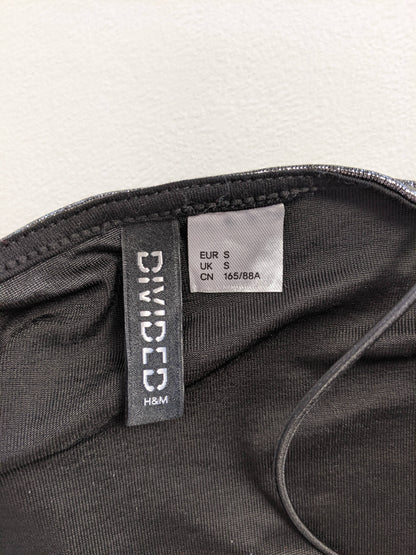 DIVIDED
H&M
EUR S
UK S
CN 165/88A